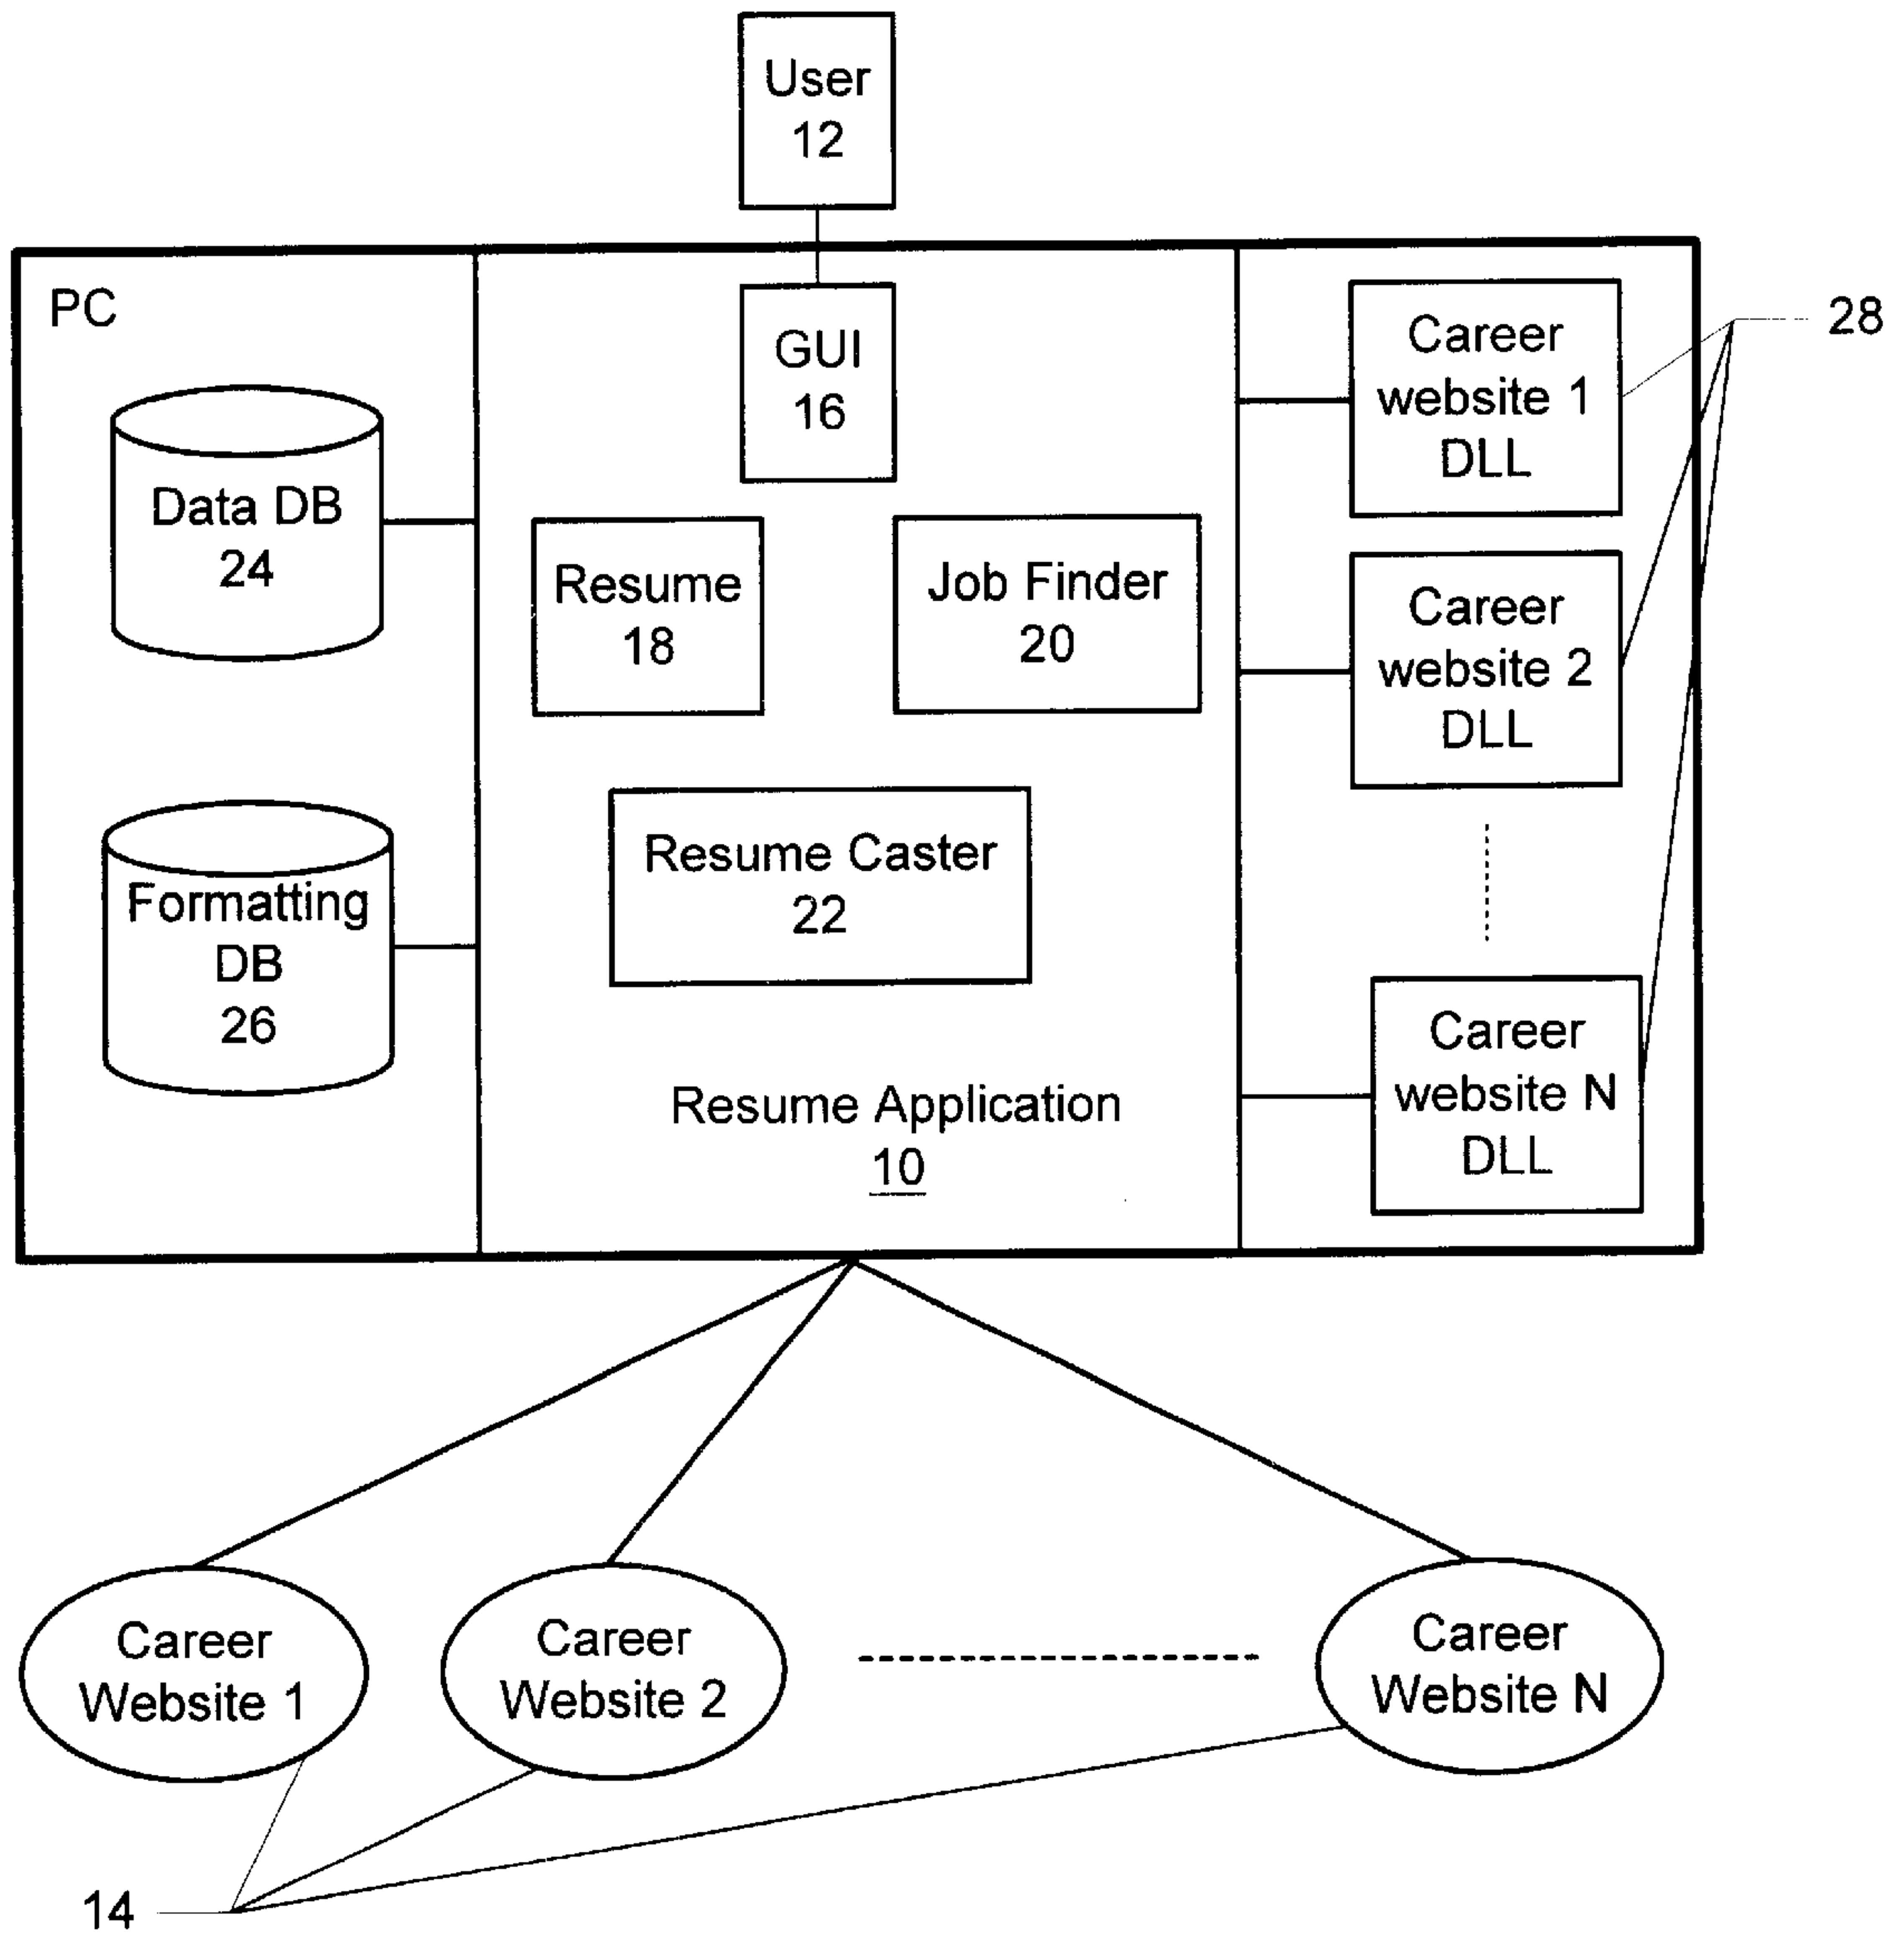 User
12
PC
GUI
16
Data DB
24
Formatting
DB
26
Resume
18
Job Finder
20
Resume Caster
22
Resume Application
10
Career
website 1
DLL
Career
website 2
DLL
Career
website N
DLL
28
Career
Website 1
Career
Website 2
Career
Website N
14